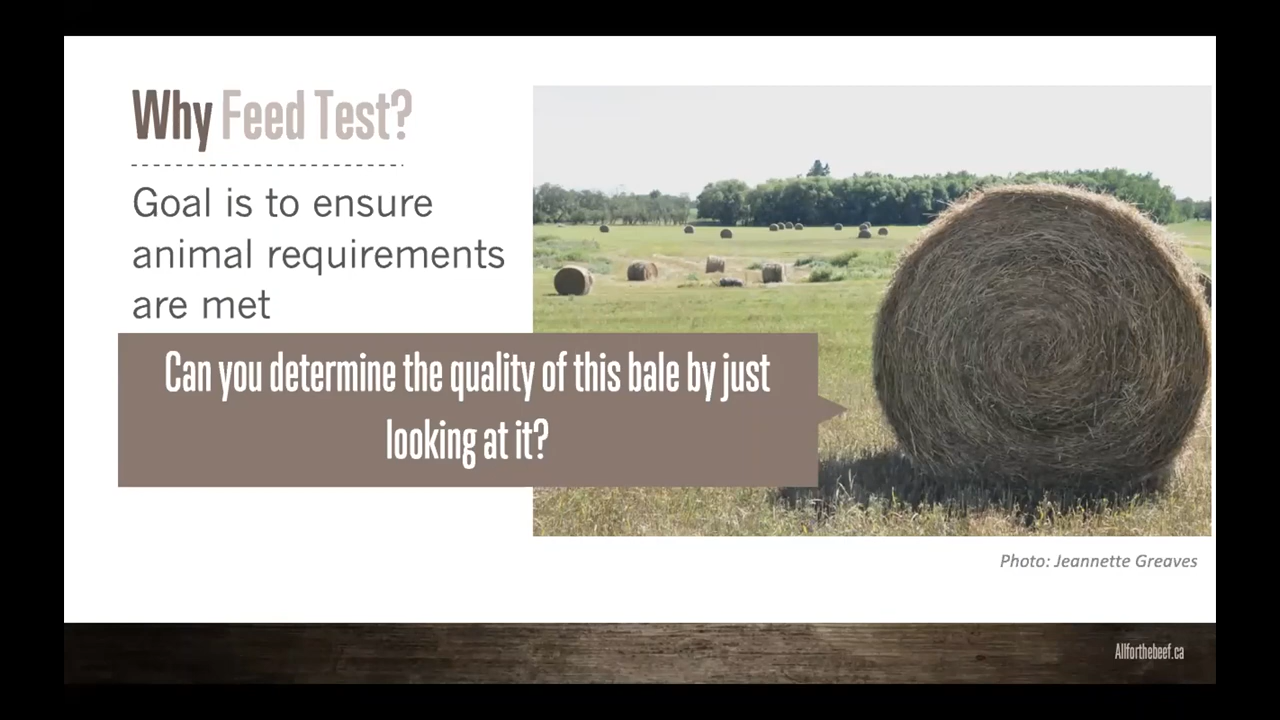 Why Feed Test?
Goal is to ensure
animal requirements
are met
Can you determine the quality of this bale by just
looking at it?
Photo: Jeannette Greaves
Allforthebeef.ca